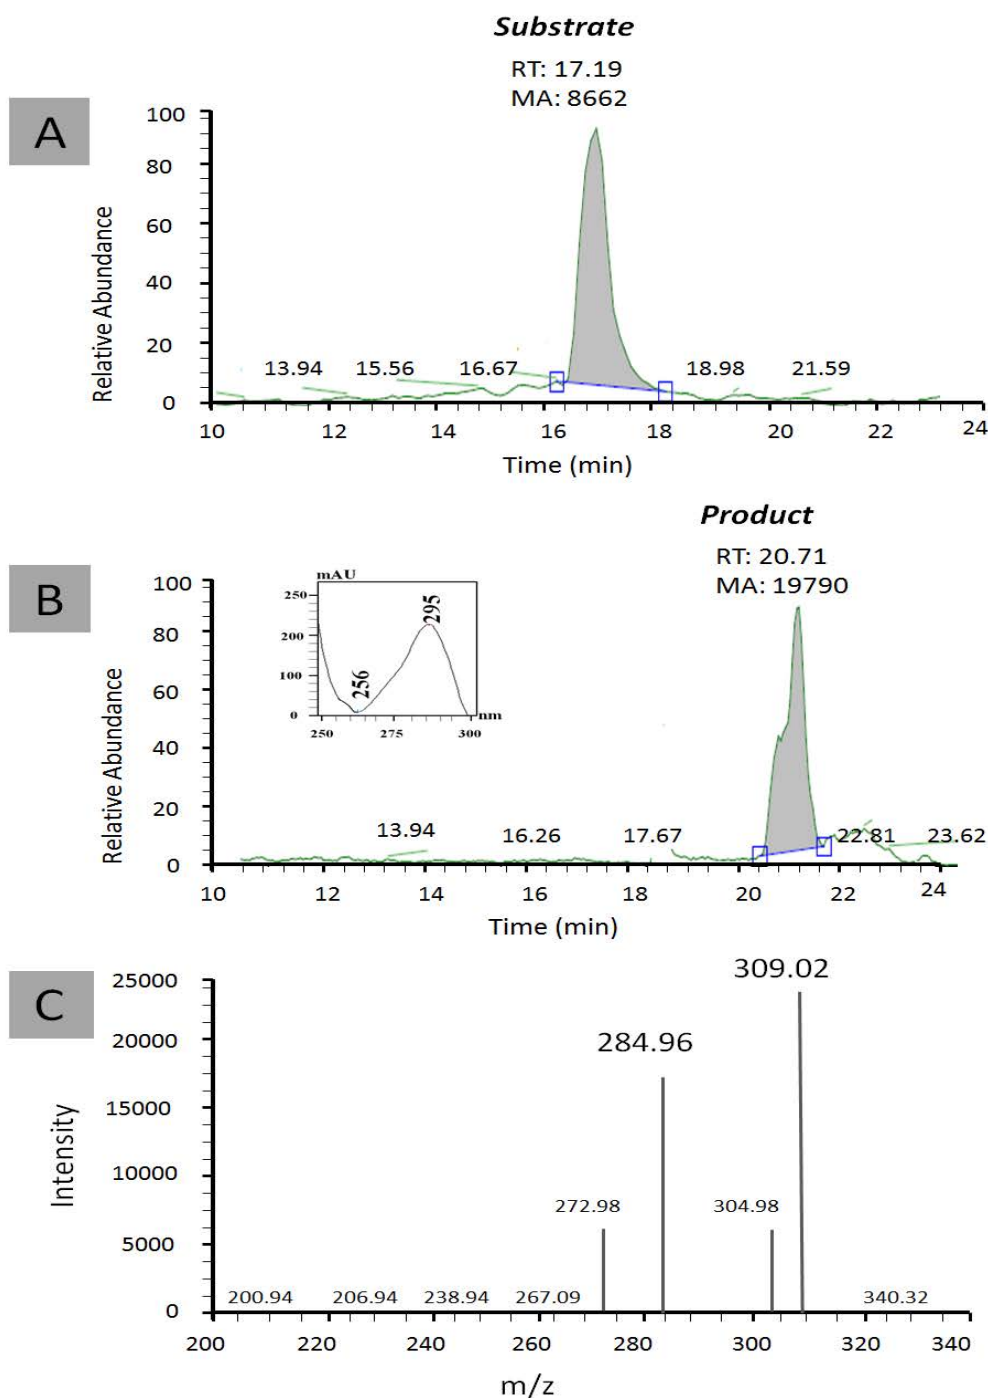 Substrate
RT: 17.19
MA: 8662
A
100
80
60
40
20
0
Relative Abundance
13.94 15.56 16.67 18.98 21.59
10 12 14 16 18 20 22 24
Time (min)
Product
RT: 20.71
MA: 19790
B
100
80
60
40
20
0
Relative Abundance
mAU
250
200
100
0
256
295
250 275 300 nm
13.94 16.26 17.67 22.81 23.62
10 12 14 16 18 20 22 24
Time (min)
C
25000
20000
15000
10000
5000
0
Intensity
309.02
284.96
272.98 304.98
200.94 206.94 238.94 267.09 340.32
200 220 240 260 280 300 320 340
m/z